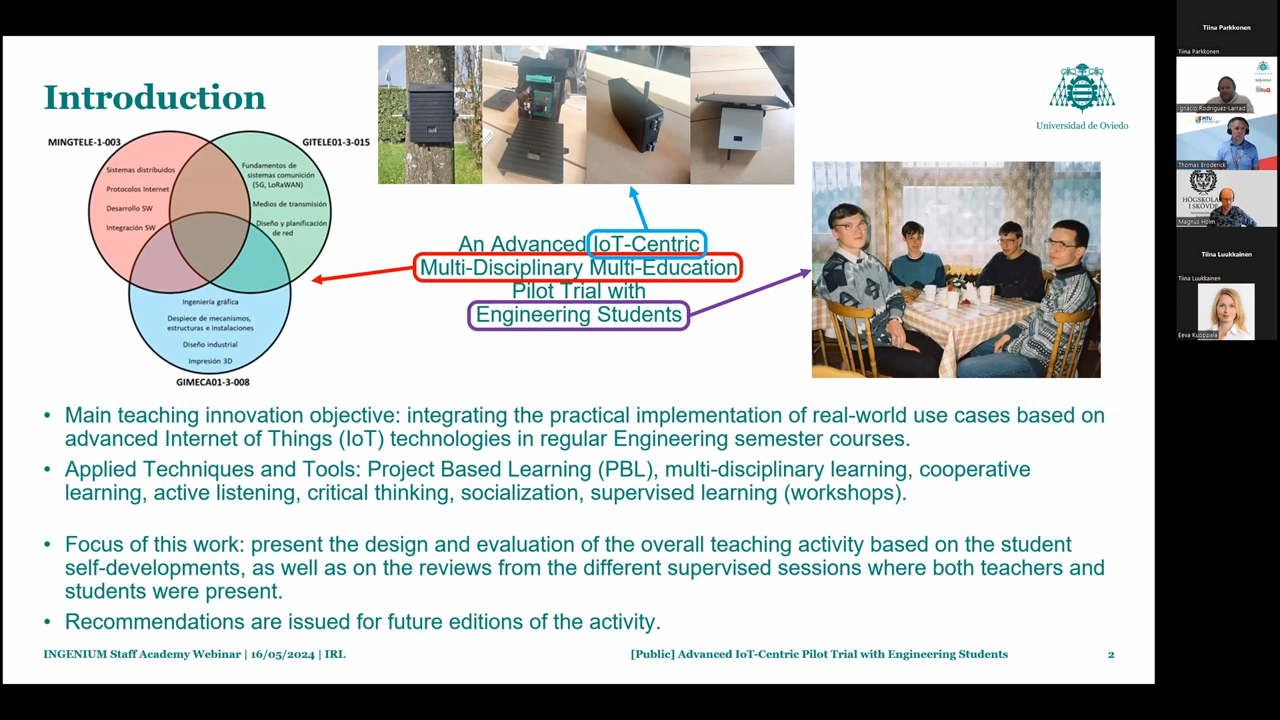 Introduction
MINGTELE-1-003
GITELE01-3-015
Sistemas distribuidos
Protocolos Internet
Desarrollo SW
Integración SW
Fundamentos de
sistemas comunición
(5G, LoRaWAN)
Medios de transmisión
Diseño y planificación
de red
Ingeniería gráfica
Despiece de mecanismos,
estructuras e instalaciones
Diseño industrial
Impresión 3D
GIMECA01-3-008
An Advanced IoT-Centric
Multi-Disciplinary Multi-Education
Pilot Trial with
Engineering Students
Universidad de Oviedo
• Main teaching innovation objective: integrating the practical implementation of real-world use cases based on
advanced Internet of Things (IoT) technologies in regular Engineering semester courses.
• Applied Techniques and Tools: Project Based Learning (PBL), multi-disciplinary learning, cooperative
learning, active listening, critical thinking, socialization, supervised learning (workshops).
• Focus of this work: present the design and evaluation of the overall teaching activity based on the student
self-developments, as well as on the reviews from the different supervised sessions where both teachers and
students were present.
• Recommendations are issued for future editions of the activity.
INGENIUM Staff Academy Webinar | 16/05/2024 | IRL
[Public] Advanced IoT-Centric Pilot Trial with Engineering Students
2
Tiina Parkkonen
Tiina Parkkonen
Ignacio Rodriguez-Larrad
MTU
Thomas Broderick
HÖGSKOLAN
I SKÖVDE
Magnus Holm
Tiina Luukkainen
Tiina Luukkainen
Eeva Kuoppala